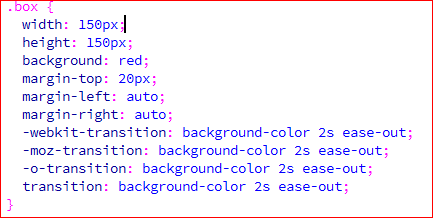 .box {
  width: 150px;
  height: 150px;
  background: red;
  margin-top: 20px;
  margin-left: auto;
  margin-right: auto;
  -webkit-transition: background-color 2s ease-out;
  -moz-transition: background-color 2s ease-out;
  -o-transition: background-color 2s ease-out;
  transition: background-color 2s ease-out;
}